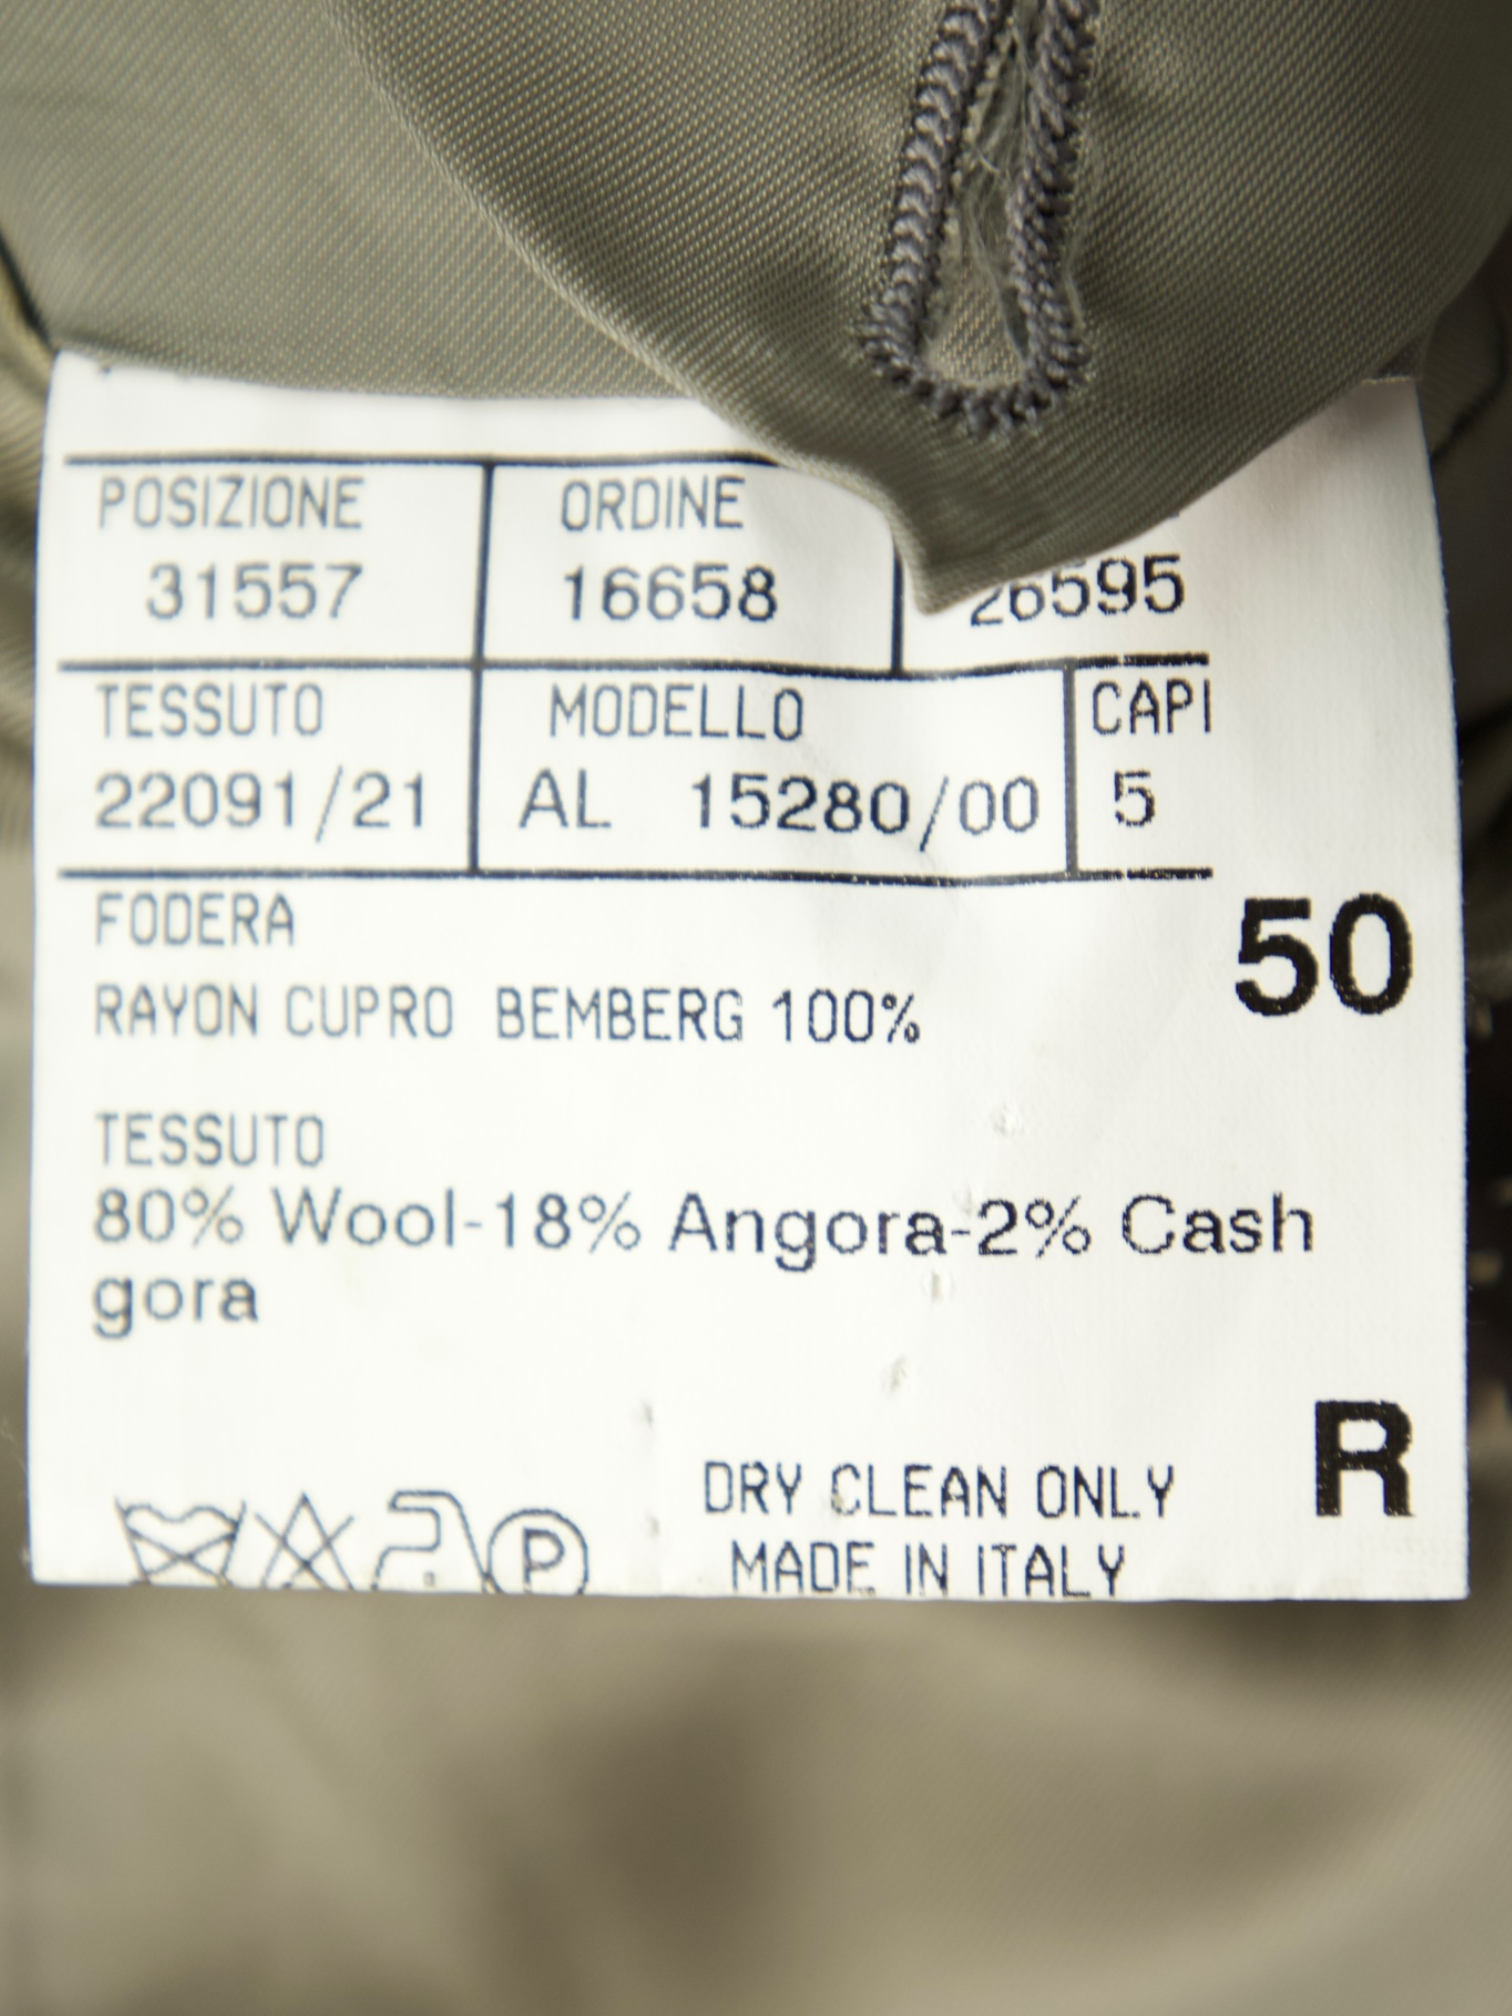 POSIZIONE ORDINE
31557 16658 26595
TESSUTO MODELLO CAPI
22091/21 AL 15280/00 5
FODERA
50
RAYON CUPRO BEMBERG 100%
TESSUTO
80% Wool-18% Angora-2% Cash
gora
R
DRY CLEAN ONLY
P
MADE IN ITALY